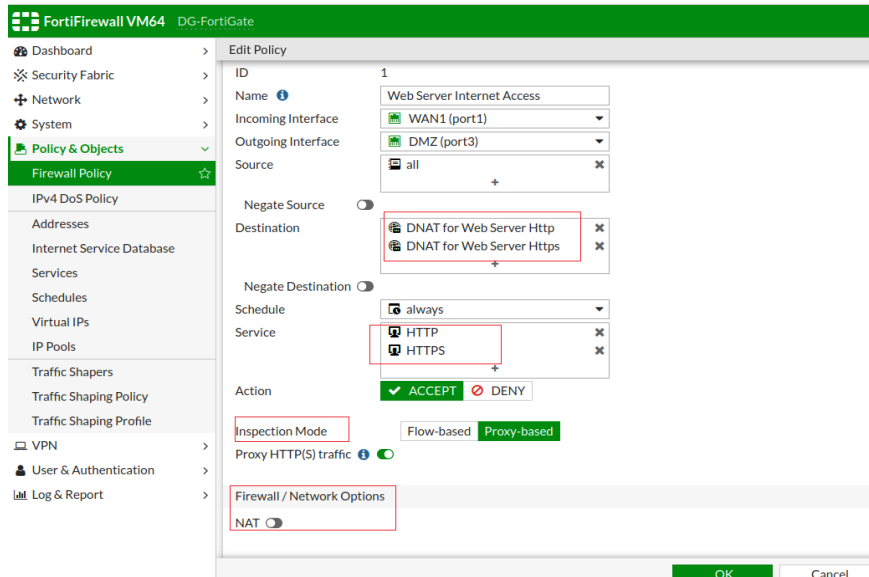 FortiFirewall VM64 DG-FortiGate
Dashboard
Security Fabric
Network
System
Policy & Objects
Firewall Policy
IPv4 DoS Policy
Addresses
Internet Service Database
Services
Schedules
Virtual IPs
IP Pools
Traffic Shapers
Traffic Shaping Policy
Traffic Shaping Profile
VPN
User & Authentication
Log & Report
Edit Policy
ID 1
Name Web Server Internet Access
Incoming Interface WAN1 (port1)
Outgoing Interface DMZ (port3)
Source all
+
Negate Source
Destination DNAT for Web Server Http
DNAT for Web Server Https
+
Negate Destination
Schedule always
Service HTTP
HTTPS
+
Action ACCEPT DENY
Inspection Mode Flow-based Proxy-based
Proxy HTTP(S) traffic
Firewall / Network Options
NAT
OK Cancel